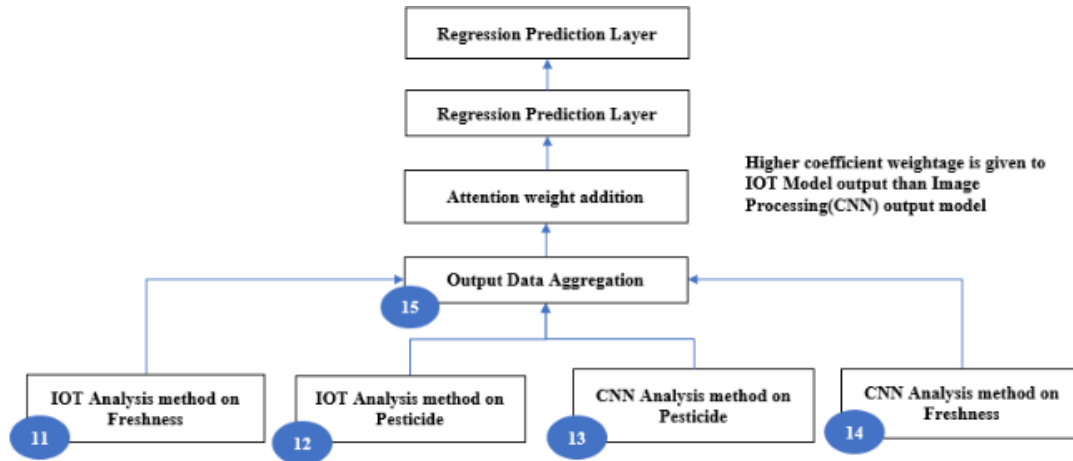 Regression Prediction Layer
Regression Prediction Layer
Higher coefficient weightage is given to
IOT Model output than Image
Processing(CNN) output model
Attention weight addition
Output Data Aggregation
15
IOT Analysis method on
Freshness
11
IOT Analysis method on
Pesticide
12
CNN Analysis method on
Pesticide
13
CNN Analysis method on
Freshness
14